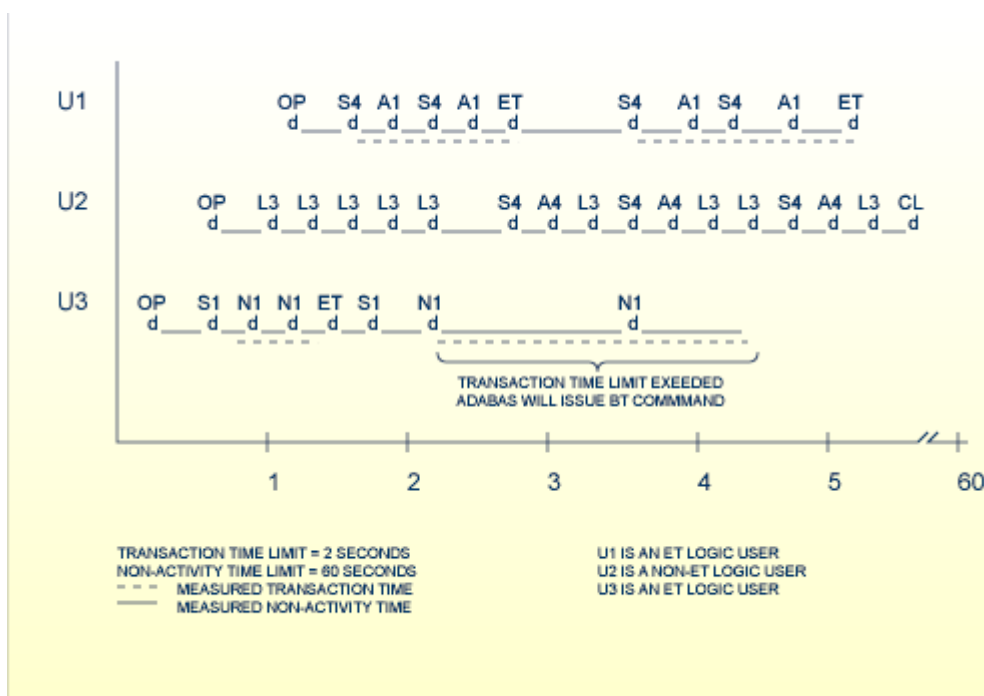 U1 OP S4 A1 S4 A1 ET S4 A1 S4 A1 ET
d d d d d d d d d d d
U2 OP L3 L3 L3 L3 L3 S4 A4 L3 S4 A4 L3 L3 S4 A4 L3 CL
d d d d d d d d d d d d d d d d d
U3 OP S1 N1 N1 ET S1 N1 N1
d d d d d d d d
TRANSACTION TIME LIMIT EXEEDED
ADABAS WILL ISSUE BT COMMMAND
1 2 3 4 5 60
TRANSACTION TIME LIMIT = 2 SECONDS
NON-ACTIVITY TIME LIMIT = 60 SECONDS
MEASURED TRANSACTION TIME
MEASURED NON-ACTIVITY TIME
U1 IS AN ET LOGIC USER
U2 IS A NON-ET LOGIC USER
U3 IS AN ET LOGIC USER